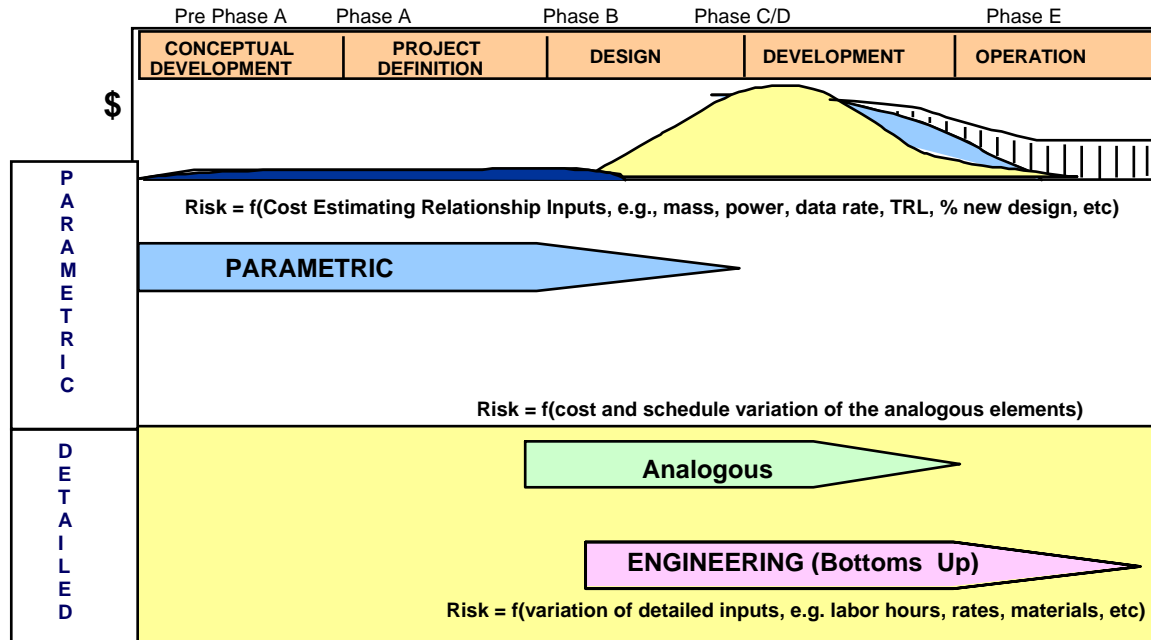 Pre Phase A Phase A Phase B Phase C/D Phase E
CONCEPTUAL
DEVELOPMENT
PROJECT
DEFINITION
DESIGN
DEVELOPMENT
OPERATION
$
PARAMETRIC
Risk = f(Cost Estimating Relationship Inputs, e.g., mass, power, data rate, TRL, % new design, etc)
PARAMETRIC
Risk = f(cost and schedule variation of the analogous elements)
DETAILED
Analogous
ENGINEERING (Bottoms Up)
Risk = f(variation of detailed inputs, e.g. labor hours, rates, materials, etc)